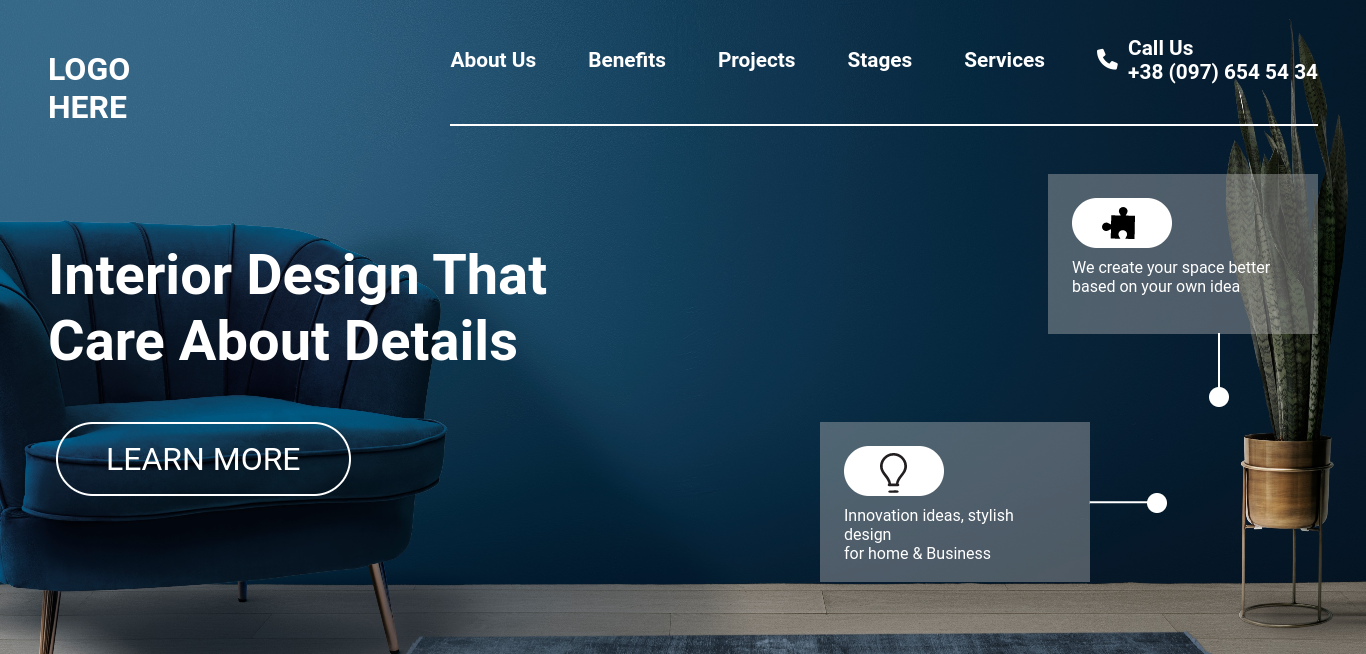 LOGO
HERE
About Us
Benefits
Projects
Stages
Services
Call Us
+38 (097) 654 54 34
Interior Design That
Care About Details
LEARN MORE
We create your space better
based on your own idea
Innovation ideas, stylish
design
for home & Business